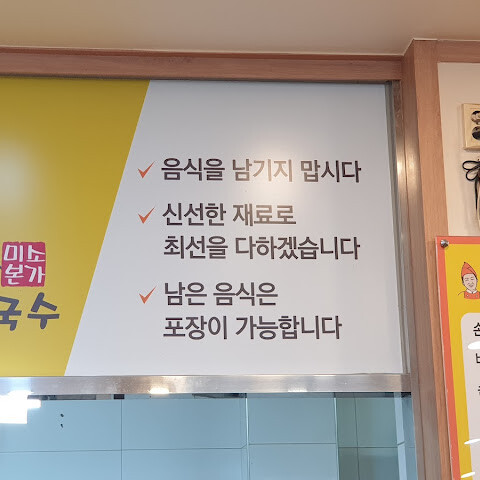 음식을 남기지 맙시다
신선한 재료로
최선을 다하겠습니다
남은 음식은
포장이 가능합니다
미소
본가
국수
손